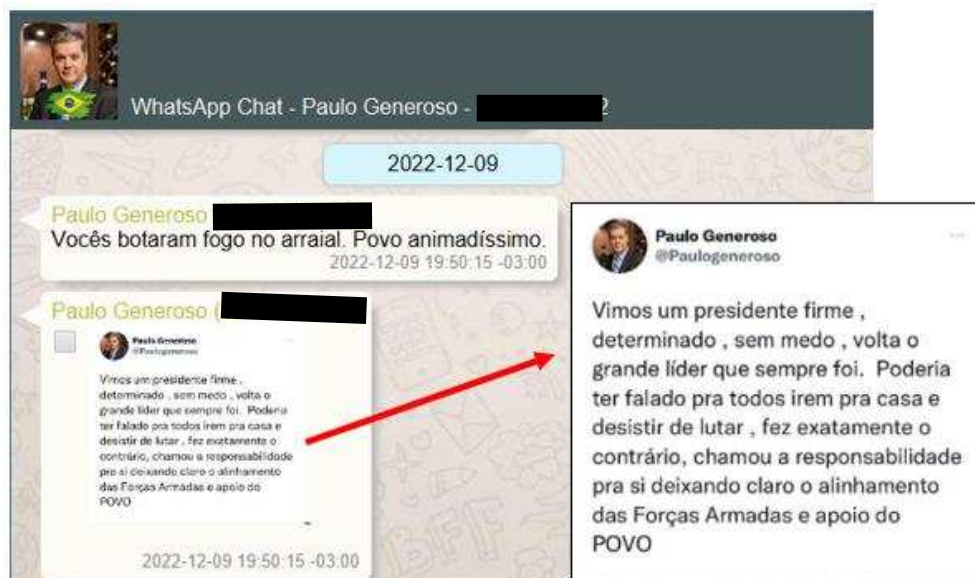 WhatsApp Chat - Paulo Generoso - 2
2022-12-09
Paulo Generoso
Vocês botaram fogo no arraial. Povo animadíssimo.
2022-12-09 19:50:15 -03:00
Paulo Generoso (
Paulo Generoso
@Paulogeneroso
Vimos um presidente firme ,
determinado , sem medo , volta o
grande líder que sempre foi. Poderia
ter falado pra todos irem pra casa e
desistir de lutar , fez exatamente o
contrário, chamou a responsabilidade
pra si deixando claro o alinhamento
das Forças Armadas e apoio do
POVO
2022-12-09 19:50:15 -03:00
Paulo Generoso
@Paulogeneroso
Vimos um presidente firme ,
determinado , sem medo , volta o
grande líder que sempre foi.  Poderia
ter falado pra todos irem pra casa e
desistir de lutar , fez exatamente o
contrário, chamou a responsabilidade
pra si deixando claro o alinhamento
das Forças Armadas e apoio do
POVO